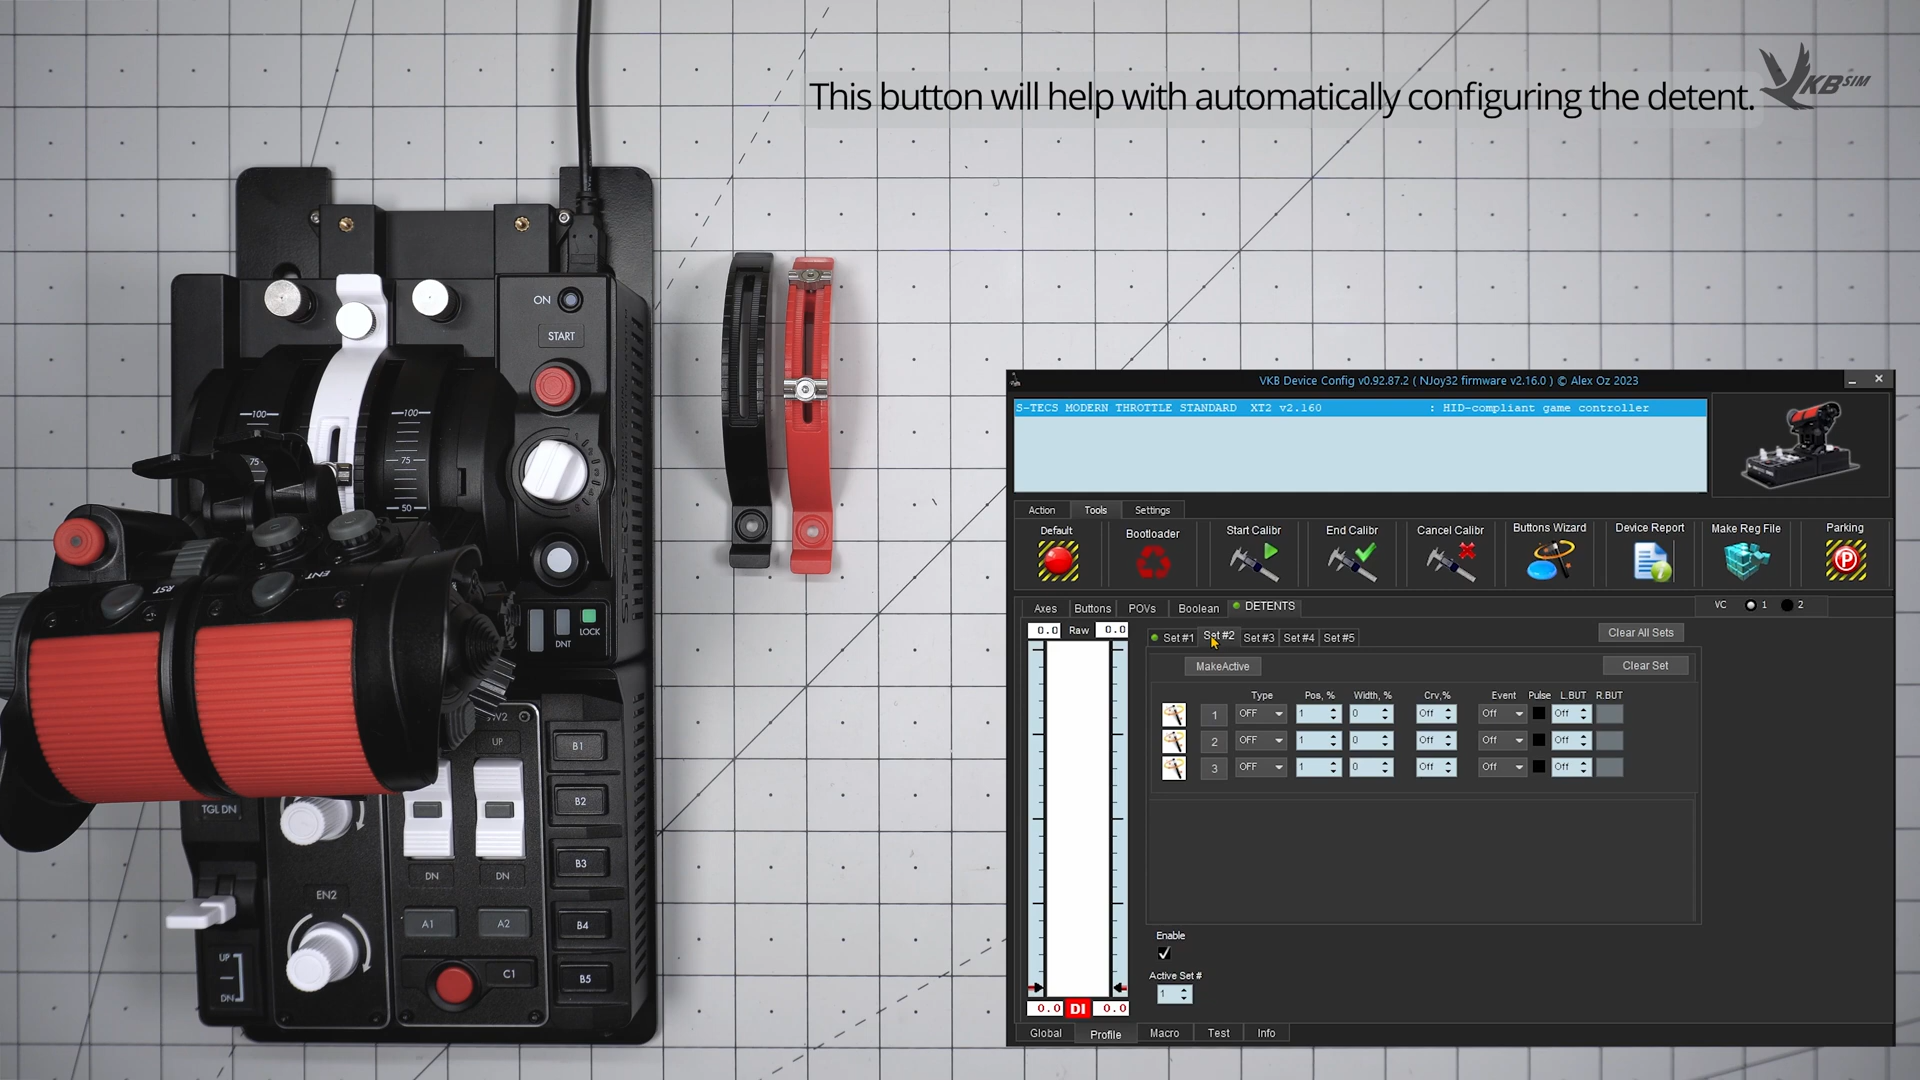 This button will help with automatically configuring the detent.
VKB SIM
ON
START
100
100
75
75
50
RST
ENT
DNT
LOCK
UP
B1
B2
B3
B4
B5
TGL DN
DN
DN
EN2
A1
A2
C1
UP
DN
VKB Device Config v0.92.87.2 ( NJoy32 firmware v2.16.0 ) © Alex Oz 2023
S-TECS MODERN THROTTLE STANDARD XT2 v2.160 : HID-compliant game controller
Action Tools Settings
Default Bootloader Start Calibr End Calibr Cancel Calibr Buttons Wizard Device Report Make Reg File Parking
Axes Buttons POVs Boolean DETENTS VC 1 2
0.0 Raw 0.0
Set #1 Set #2 Set #3 Set #4 Set #5 Clear All Sets
MakeActive Clear Set
Type Pos, % Width, % Crv,% Event Pulse L.BUT R.BUT
1 OFF 1 0 Off Off Off
2 OFF 1 0 Off Off Off
3 OFF 1 0 Off Off Off
Enable
Active Set #
1
0.0 DI 0.0
Global Profile Macro Test Info